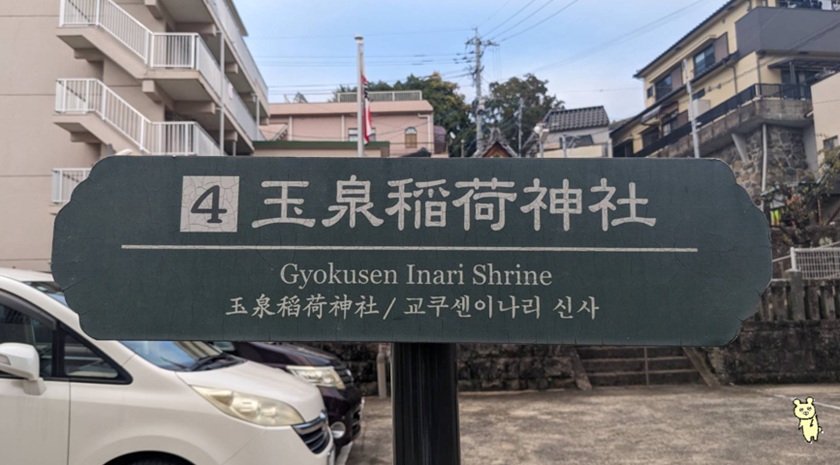 4 玉泉稲荷神社
Gyokusen Inari Shrine
玉泉稻荷神社 / 교쿠센이나리 신사